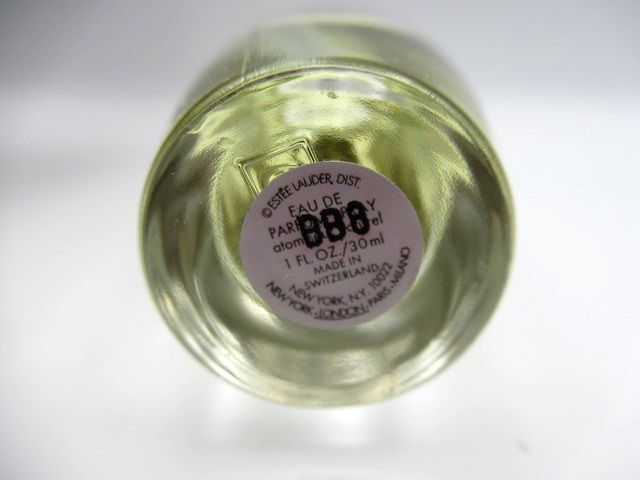 © ESTÉE LAUDER, DIST.
EAU DE
888
1 FL. OZ./30 ml
MADE IN
SWITZERLAND
NEW YORK, N.Y. 10022
NEW YORK·LONDON·PARIS·MILANO